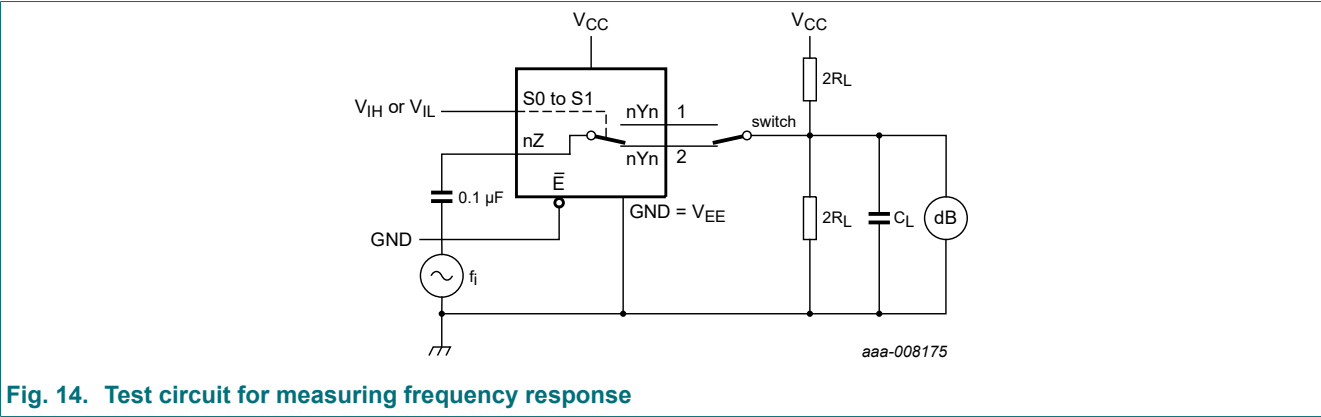 VCC
VCC
2RL
S0 to S1
VIH or VIL
nYn
1
switch
nZ
nYn
2
E̅
0.1 µF
GND = VEE
2RL
CL
dB
GND
fi
aaa-008175
Fig. 14. Test circuit for measuring frequency response